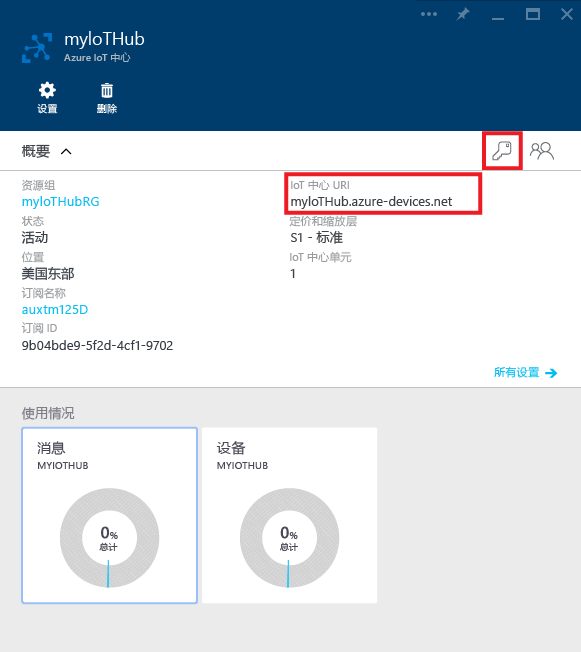 myIoTHub
Azure IoT 中心
设置
删除
概要
资源组
myIoTHubRG
状态
活动
位置
美国东部
订阅名称
auxtm125D
订阅 ID
9b04bde9-5f2d-4cf1-9702
IoT 中心 URI
myIoTHub.azure-devices.net
定价和缩放层
S1 - 标准
IoT 中心单元
1
所有设置
使用情况
消息
MYIOTHUB
0%
总计
设备
MYIOTHUB
0%
总计